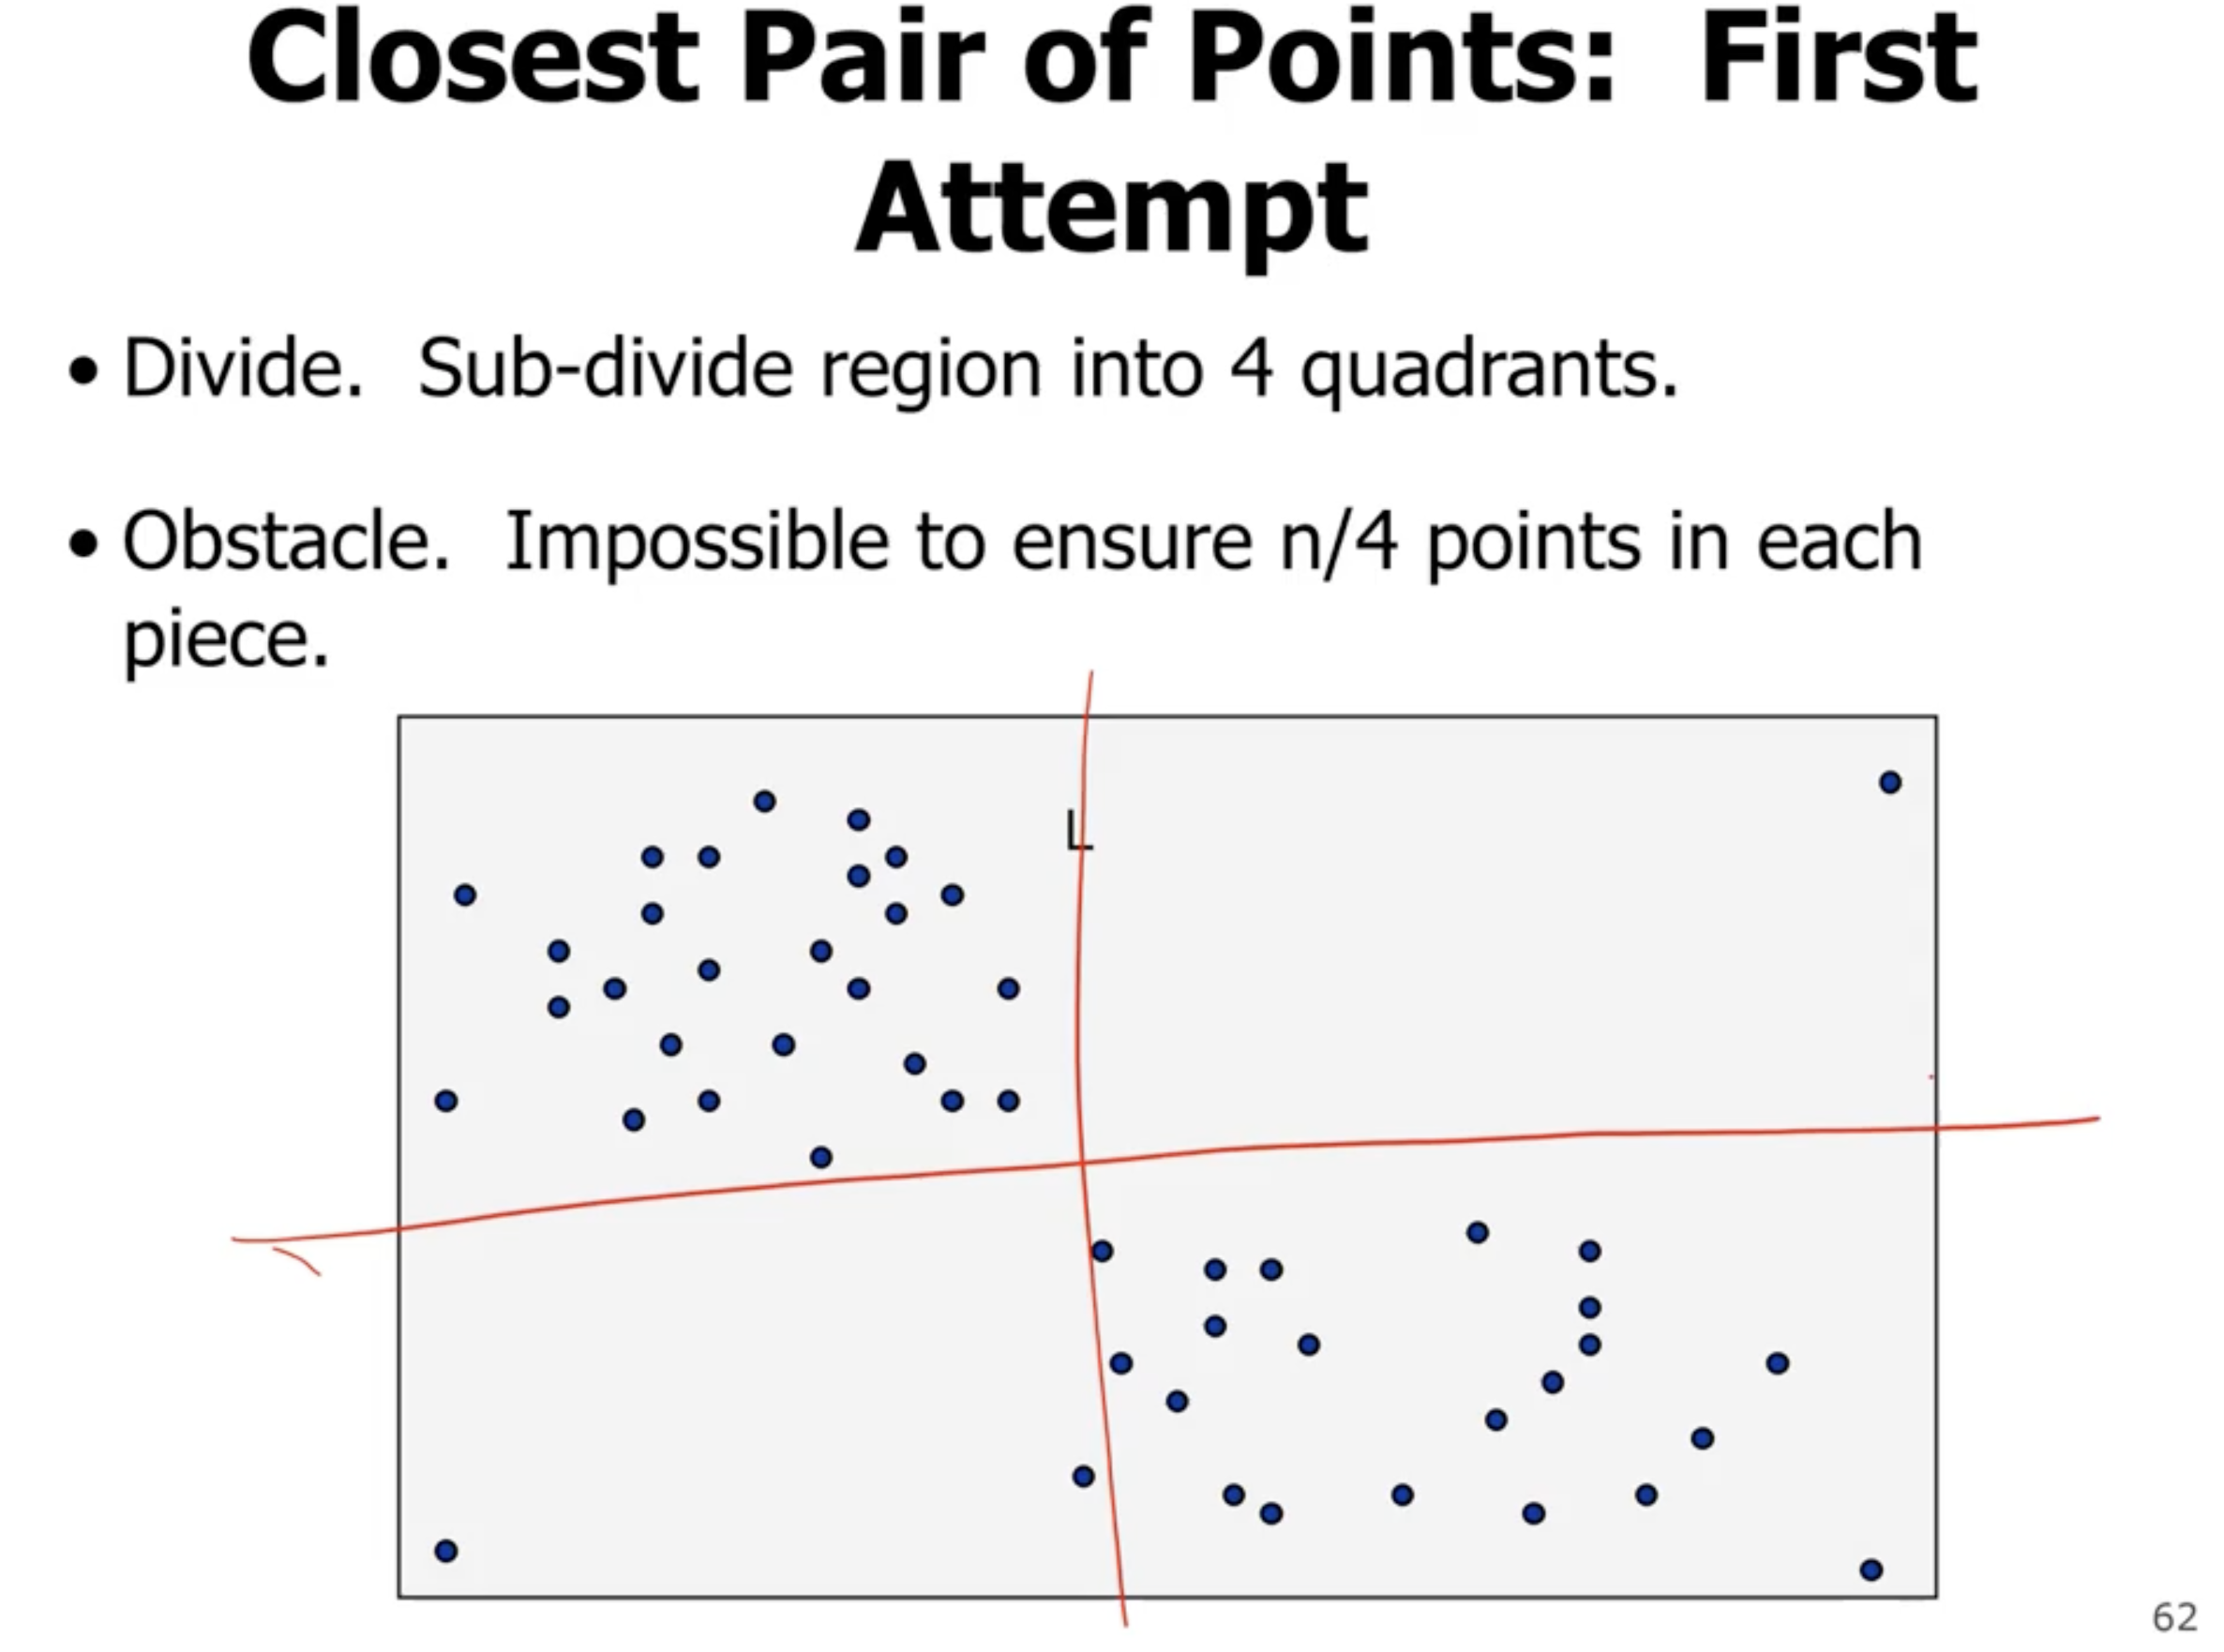 Closest Pair of Points:  First
Attempt
• Divide.  Sub-divide region into 4 quadrants.
• Obstacle.  Impossible to ensure n/4 points in each
piece.
L
62